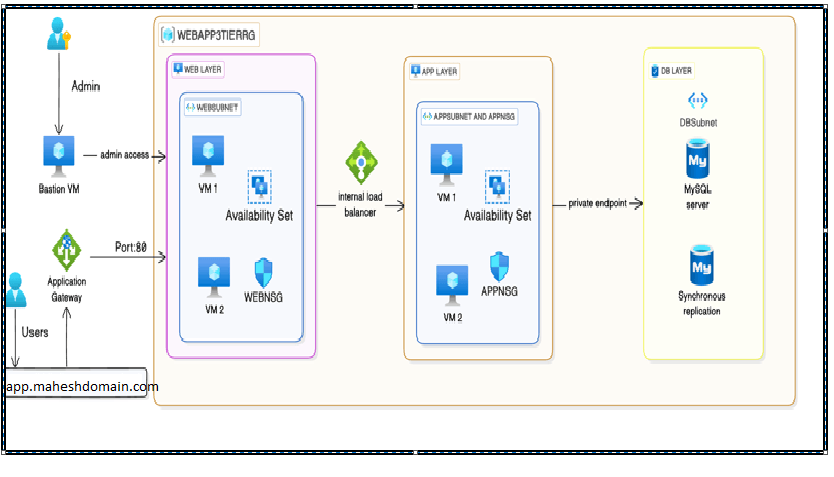 WEBAPP3TIERRG
WEB LAYER
WEBSUBNET
VM 1
Availability Set
VM 2
WEBNSG
Admin
Bastion VM
admin access
Port:80
Application
Gateway
Users
app.maheshdomain.com
internal load
balancer
APP LAYER
APPSUBNET AND APPNSG
VM 1
Availability Set
VM 2
APPNSG
private endpoint
DB LAYER
DBSubnet
My
MySQL
server
My
Synchronous
replication